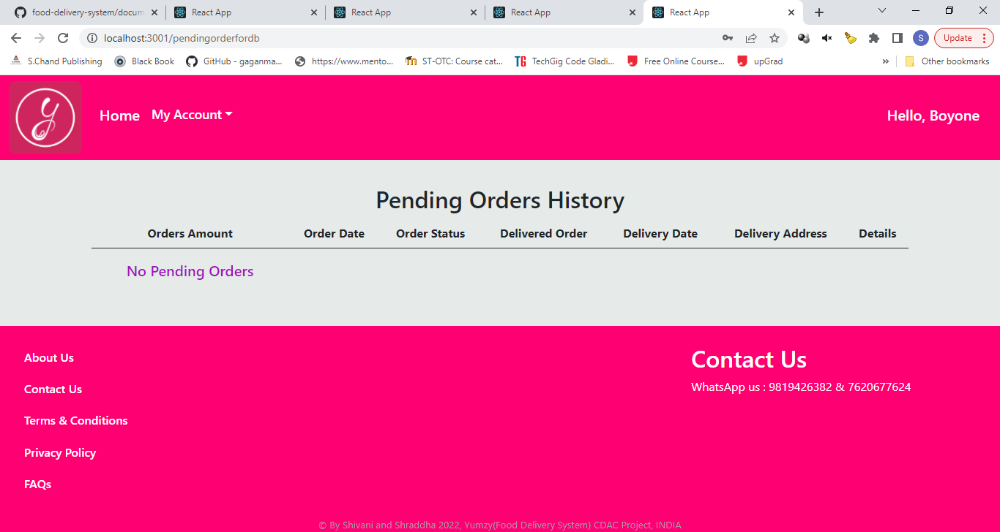 food-delivery-system/docum
React App
React App
React App
React App
localhost:3001/pendingorderfordb
S
Update
S.Chand Publishing
Black Book
GitHub - gaganma...
https://www.mento...
ST-OTC: Course cat...
TG
TechGig Code Gladi...
Free Online Course...
upGrad
»
Other bookmarks
y
Home
My Account
Hello, Boyone
Pending Orders History
Orders Amount Order Date Order Status Delivered Order Delivery Date Delivery Address Details
No Pending Orders
About Us
Contact Us
Terms & Conditions
Privacy Policy
FAQs
Contact Us
WhatsApp us : 9819426382 & 7620677624
© By Shivani and Shraddha 2022, Yumzy(Food Delivery System) CDAC Project, INDIA